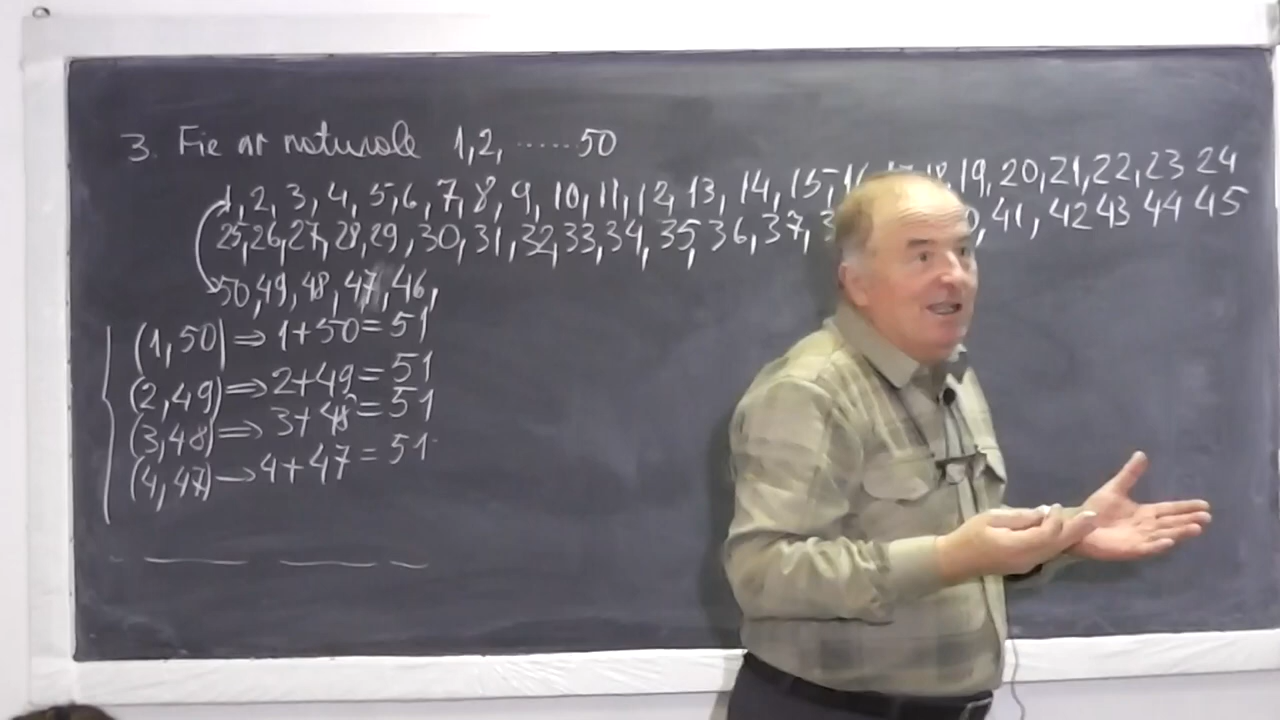 3. Fie nr naturale 1,2, ......50
1, 2, 3, 4, 5, 6, 7, 8, 9, 10, 11, 12, 13, 14, 15, 16 19, 20, 21, 22, 23 24
25, 26, 27, 28, 29, 30, 31, 32, 33, 34, 35, 36, 37, 41, 42 43 44 45
50, 49, 48, 47, 46,
(1,50) ⇒ 1+50 = 51
(2,49) ⇒ 2+49 = 51
(3,48) ⇒ 3+48 = 51
(4,47) → 4+47 = 51